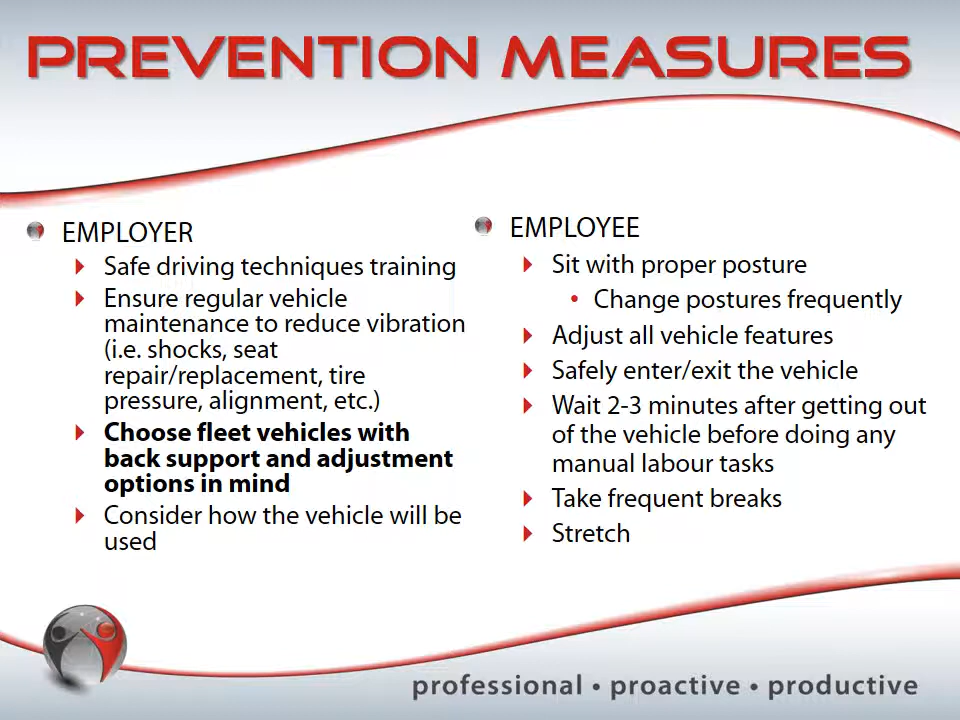 PREVENTION MEASURES
EMPLOYER
Safe driving techniques training
Ensure regular vehicle
maintenance to reduce vibration
(i.e. shocks, seat
repair/replacement, tire
pressure, alignment, etc.)
Choose fleet vehicles with
back support and adjustment
options in mind
Consider how the vehicle will be
used
EMPLOYEE
Sit with proper posture
• Change postures frequently
Adjust all vehicle features
Safely enter/exit the vehicle
Wait 2-3 minutes after getting out
of the vehicle before doing any
manual labour tasks
Take frequent breaks
Stretch
professional • proactive • productive